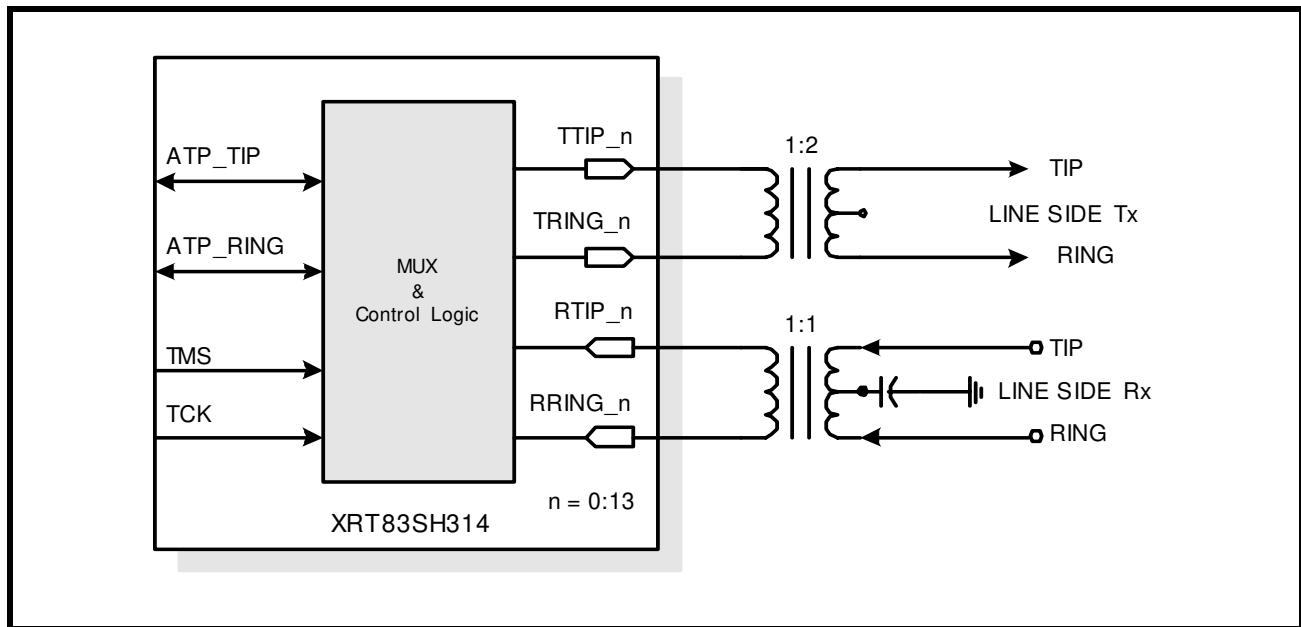 ATP_TIP
ATP_RING
TMS
TCK
MUX
&
Control Logic
TTIP_n
TRING_n
RTIP_n
RRING_n
n = 0:13
XRT83SH314
1:2
TIP
LINE SIDE Tx
RING
1:1
TIP
LINE SIDE Rx
RING